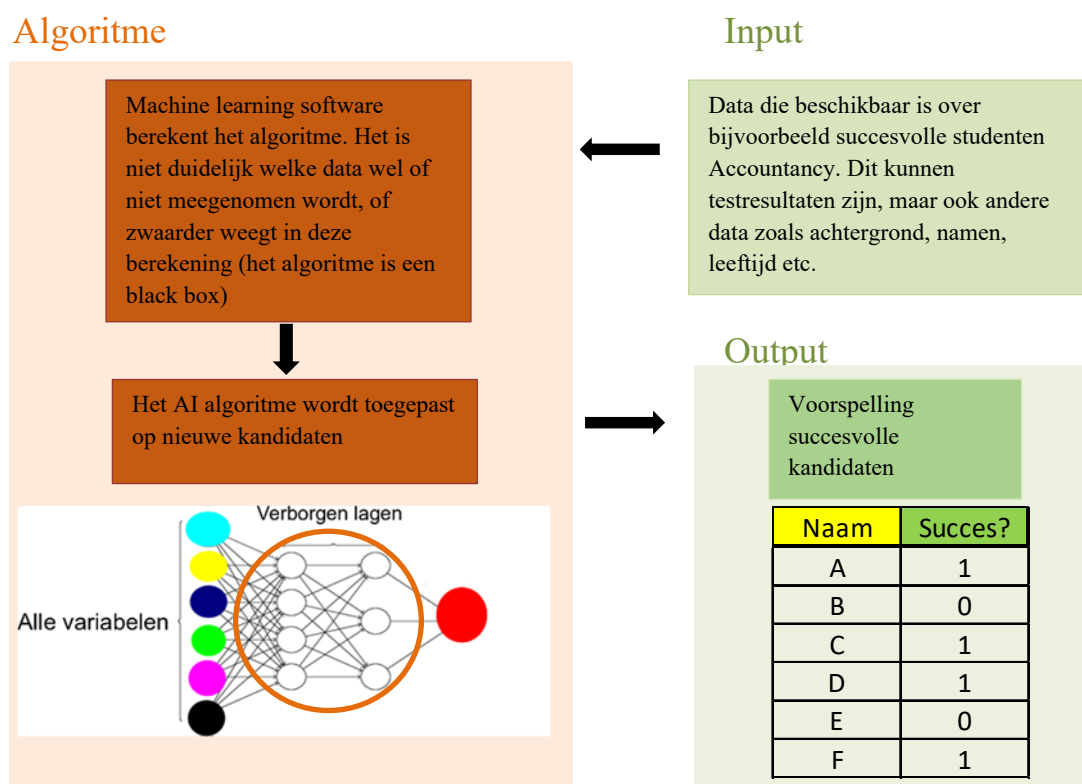 Algoritme
Machine learning software
berekent het algoritme. Het is
niet duidelijk welke data wel of
niet meegenomen wordt, of
zwaarder weegt in deze
berekening (het algoritme is een
black box)
Het AI algoritme wordt toegepast
op nieuwe kandidaten
Verborgen lagen
Alle variabelen
Input
Data die beschikbaar is over
bijvoorbeeld succesvolle studenten
Accountancy. Dit kunnen
testresultaten zijn, maar ook andere
data zoals achtergrond, namen,
leeftijd etc.
Output
Voorspelling
succesvolle
kandidaten
Naam Succes?
A 1
B 0
C 1
D 1
E 0
F 1